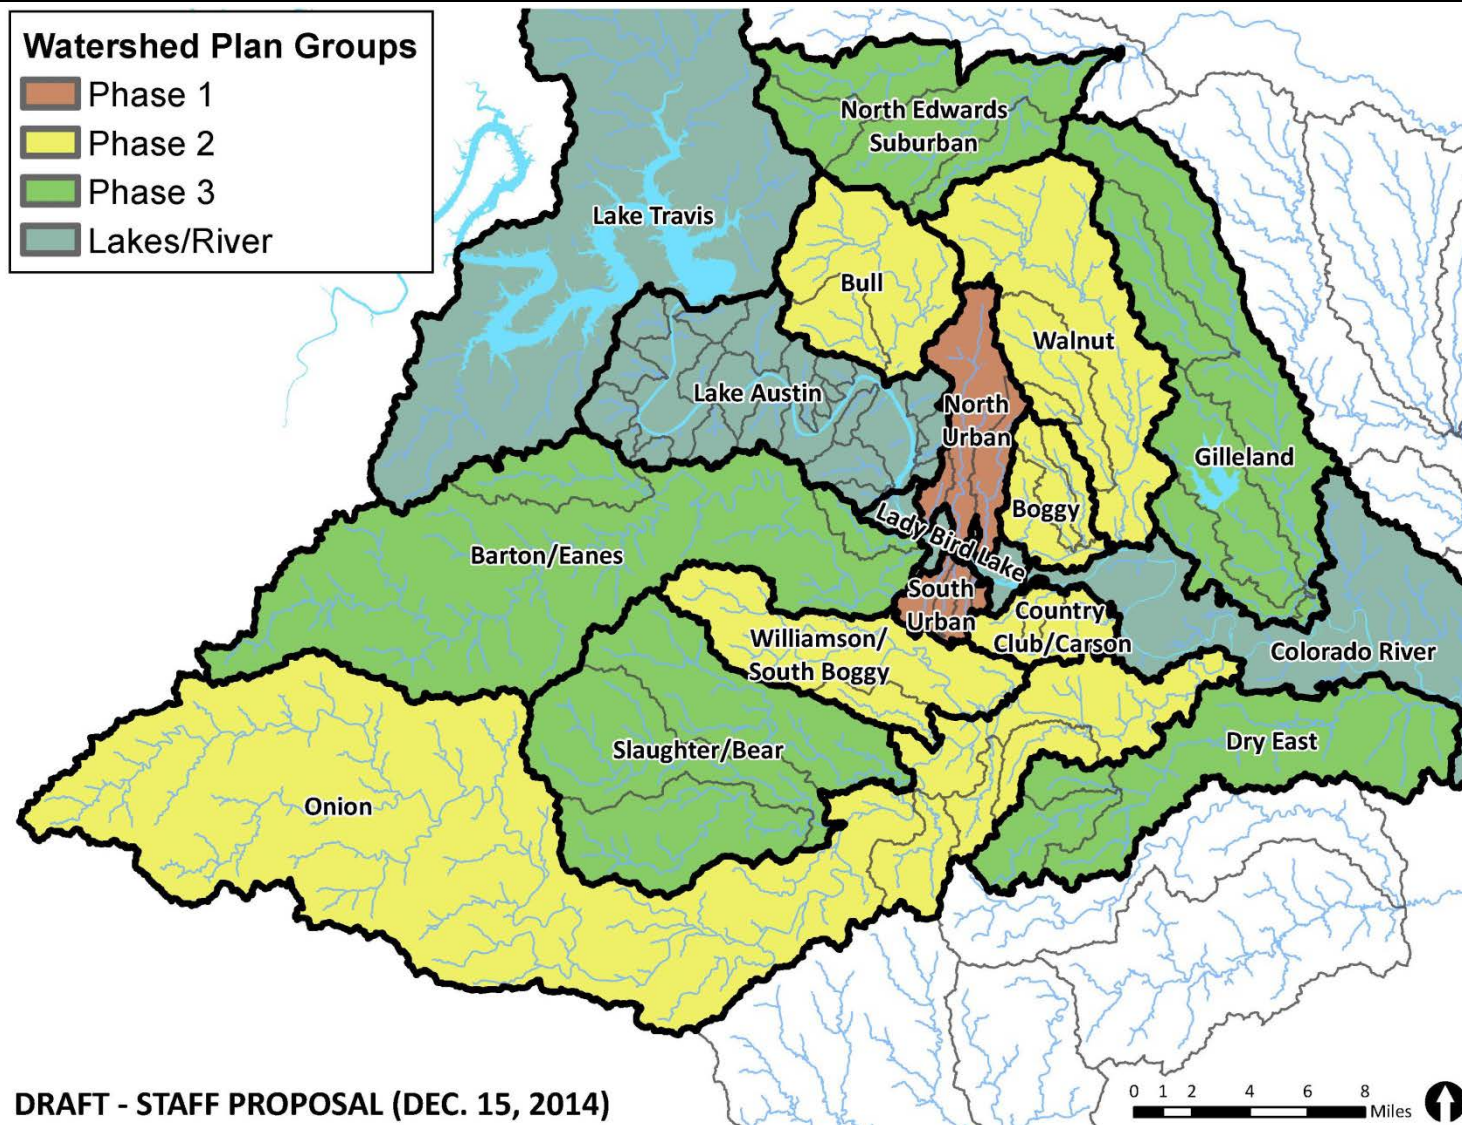 Watershed Plan Groups
Phase 1
Phase 2
Phase 3
Lakes/River
North Edwards
Suburban
Lake Travis
Bull
Walnut
Lake Austin
North
Urban
Gilleland
Boggy
Lady Bird Lake
Barton/Eanes
South
Urban
Country
Club/Carson
Williamson/
South Boggy
Colorado River
Slaughter/Bear
Dry East
Onion
DRAFT - STAFF PROPOSAL (DEC. 15, 2014)
0 1 2 4 6 8
Miles